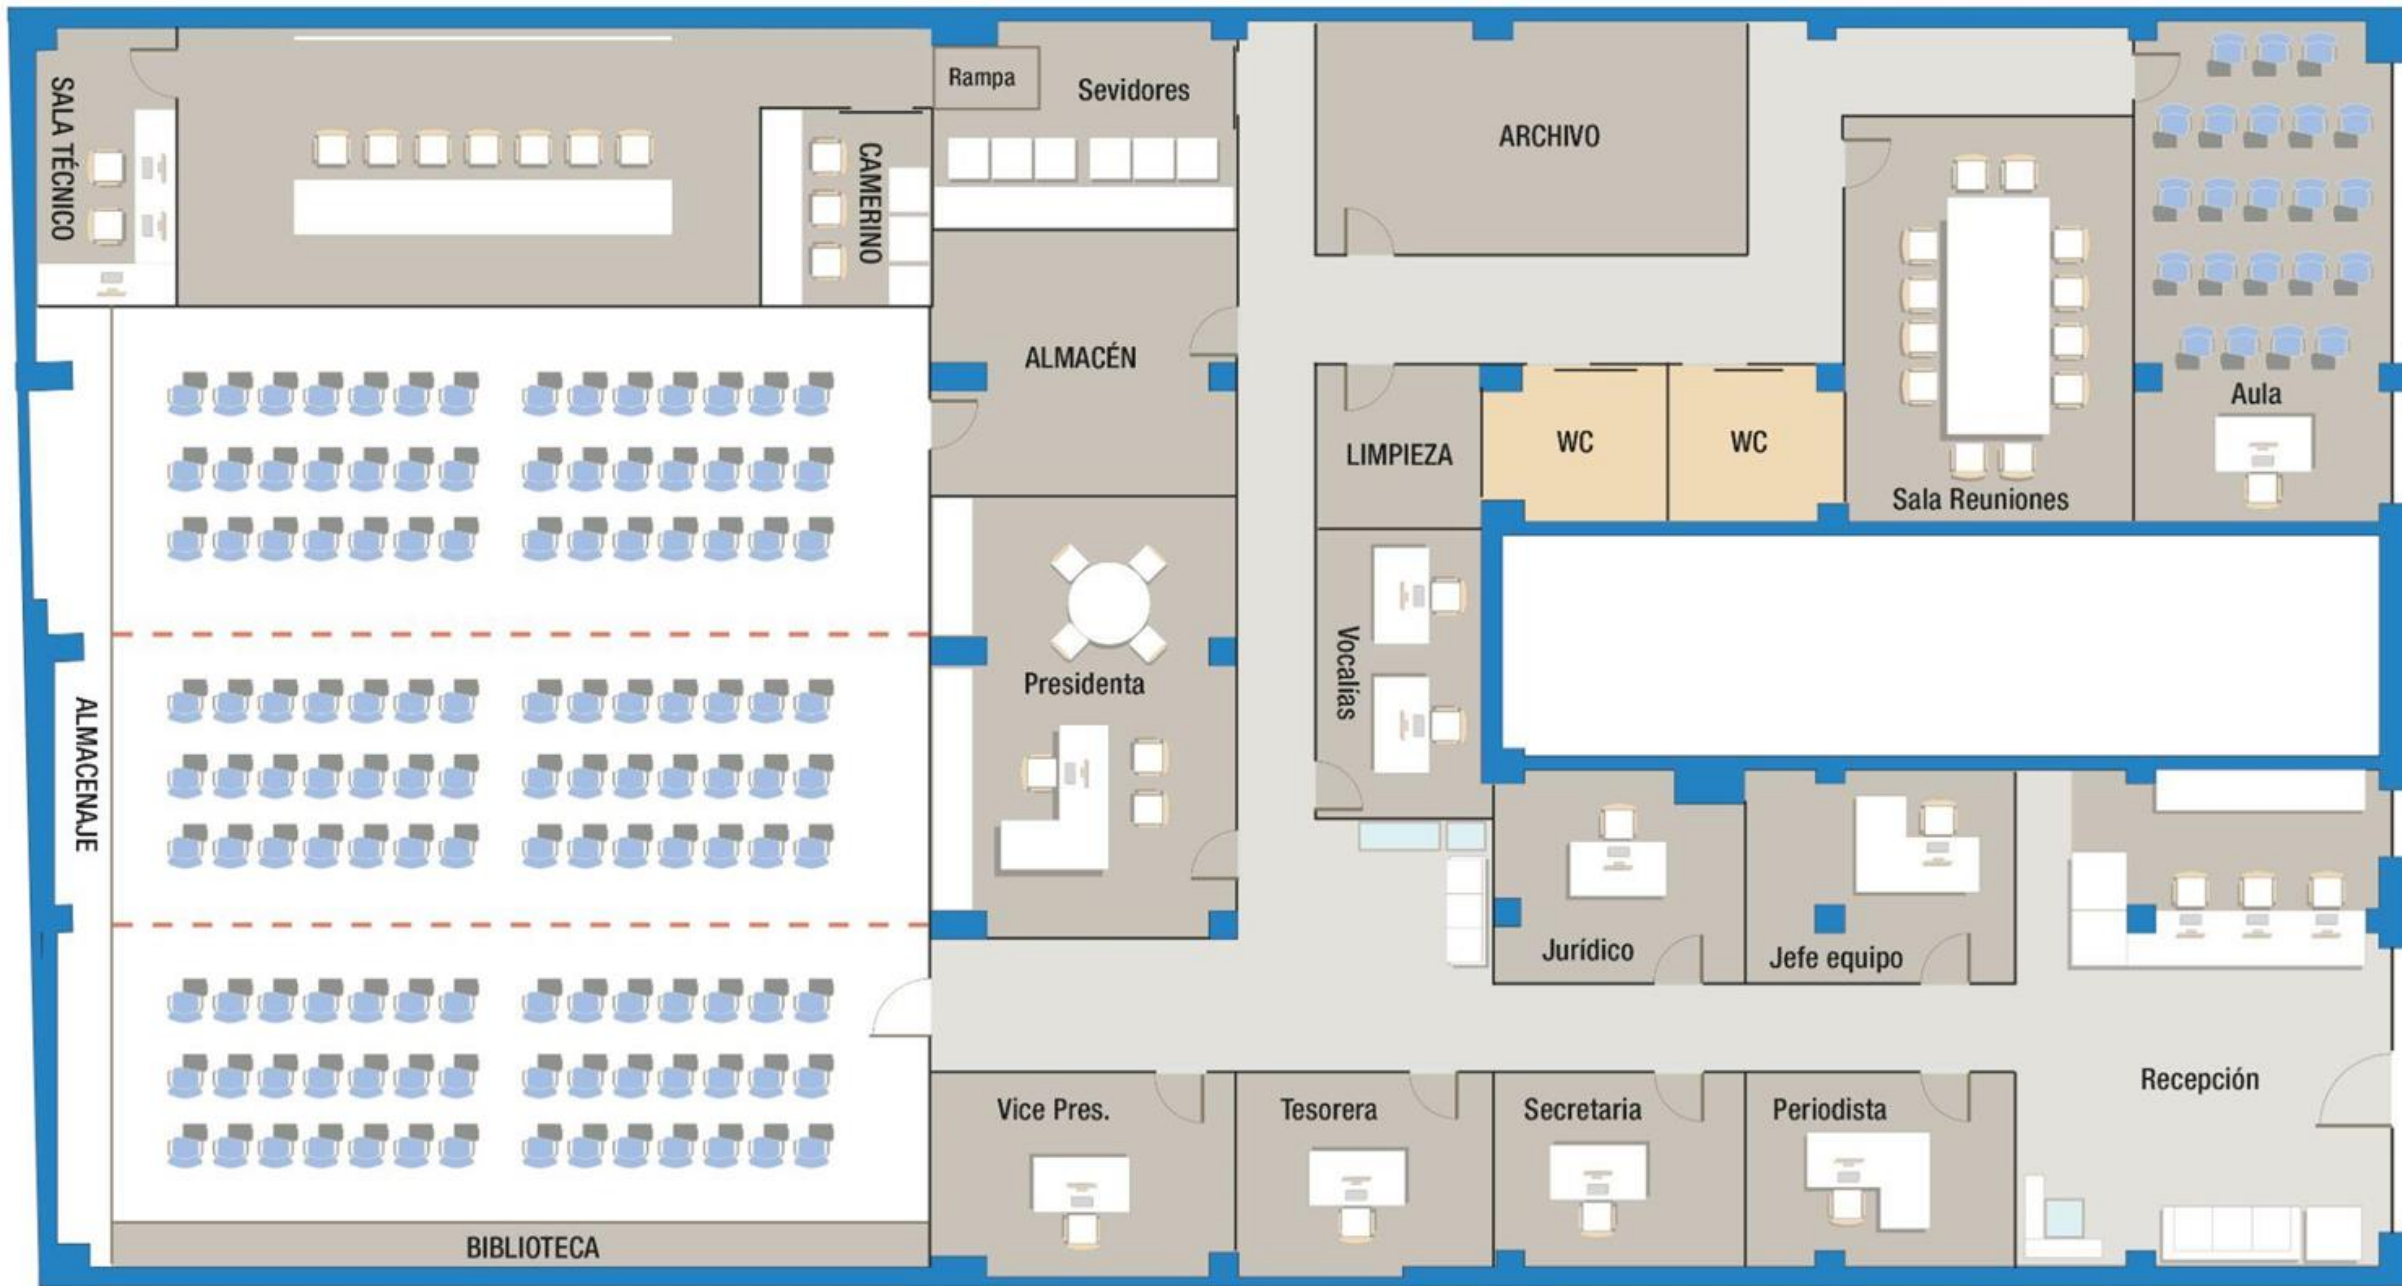 SALA TÉCNICO
Rampa
Sevidores
CAMERINO
ARCHIVO
ALMACÉN
LIMPIEZA
WC
WC
Sala Reuniones
Aula
Presidenta
Vocalías
ALMACENAJE
Jurídico
Jefe equipo
Recepción
Vice Pres.
Tesorera
Secretaria
Periodista
BIBLIOTECA